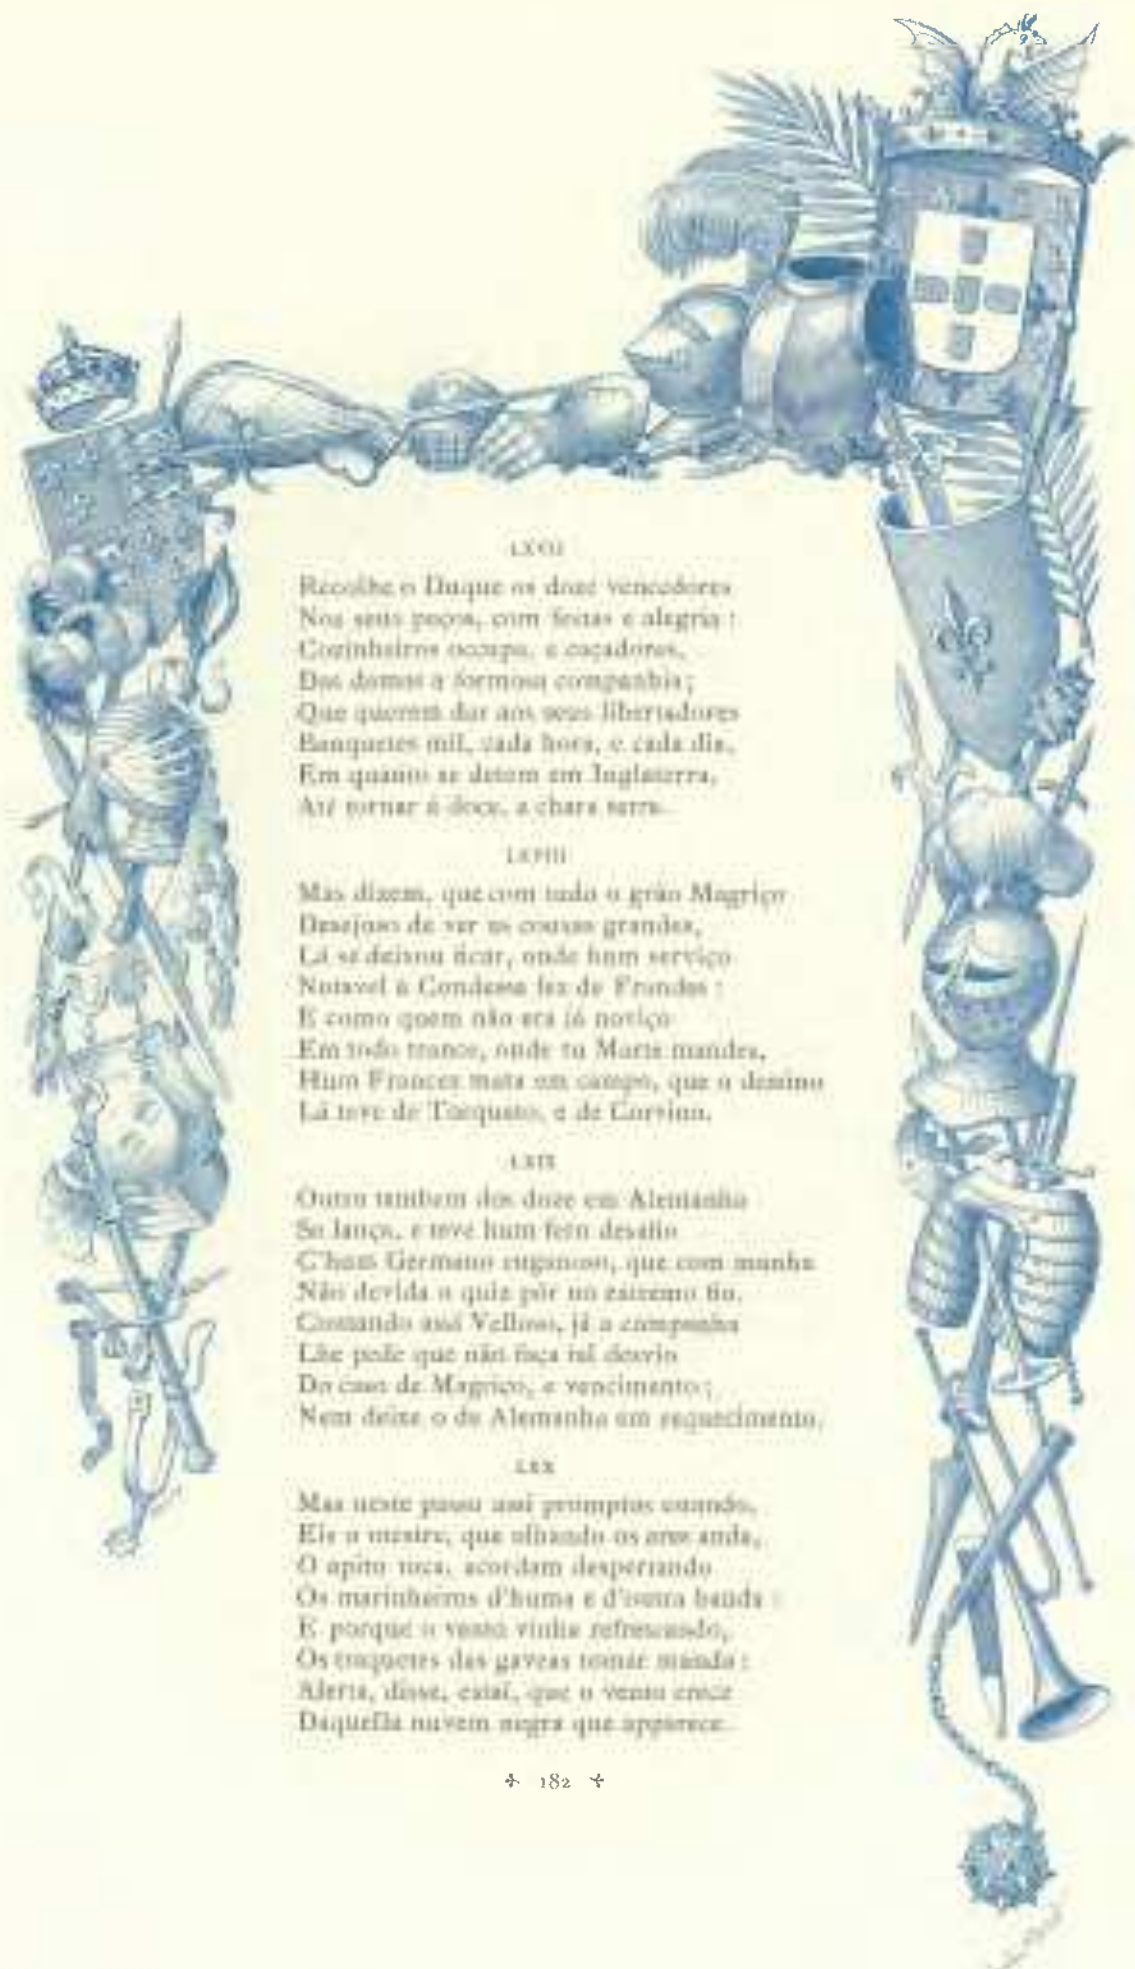 LXVII
Recolhe o Duque os doze vencedores
Nos seus paços, com festas e alegria:
Cozinheiros occupa, e caçadores,
Das damas a formosa companhia;
Que querem dar aos seus libertadores
Banquetes mil, cada hora, e cada dia,
Em quanto se detem em Inglaterra,
Até tornar á doce, e chara terra.
LXVIII
Mas dizem, que com tudo o grão Magriço
Desejoso de ver as cousas grandes,
Lá se deixou ficar, onde hum serviço
Notavel á Condessa fez de Frandes:
E como quem não era já noviço
Em todo trance, onde tu Marte mandes,
Hum Francez mata em campo, que o destino
Lá teve de Torquato, e de Corvino.
LXIX
Outro tambem dos doze em Alemanha
Se lança, e teve hum fero desafio
C'hum Germano enganoso, que com manha
Não devida o quiz pôr no extremo fio.
Contando assi Velloso, já a companha
Lhe pede que não faça tal desvio
Do caso de Magriço, e vencimento;
Nem deixe o de Alemanha em esquecimento.
LXX
Mas neste passo assi promptos estando,
Eis o mestre, que olhando os ares anda,
O apito toca, acordam despertando
Os marinheiros d'huma e d'outra banda:
E porque o vento vinha refrescando,
Os traquetes das gaveas tomar manda:
Alerta, disse, estai, que o vento crece
Daquella nuvem negra que apparece.
182